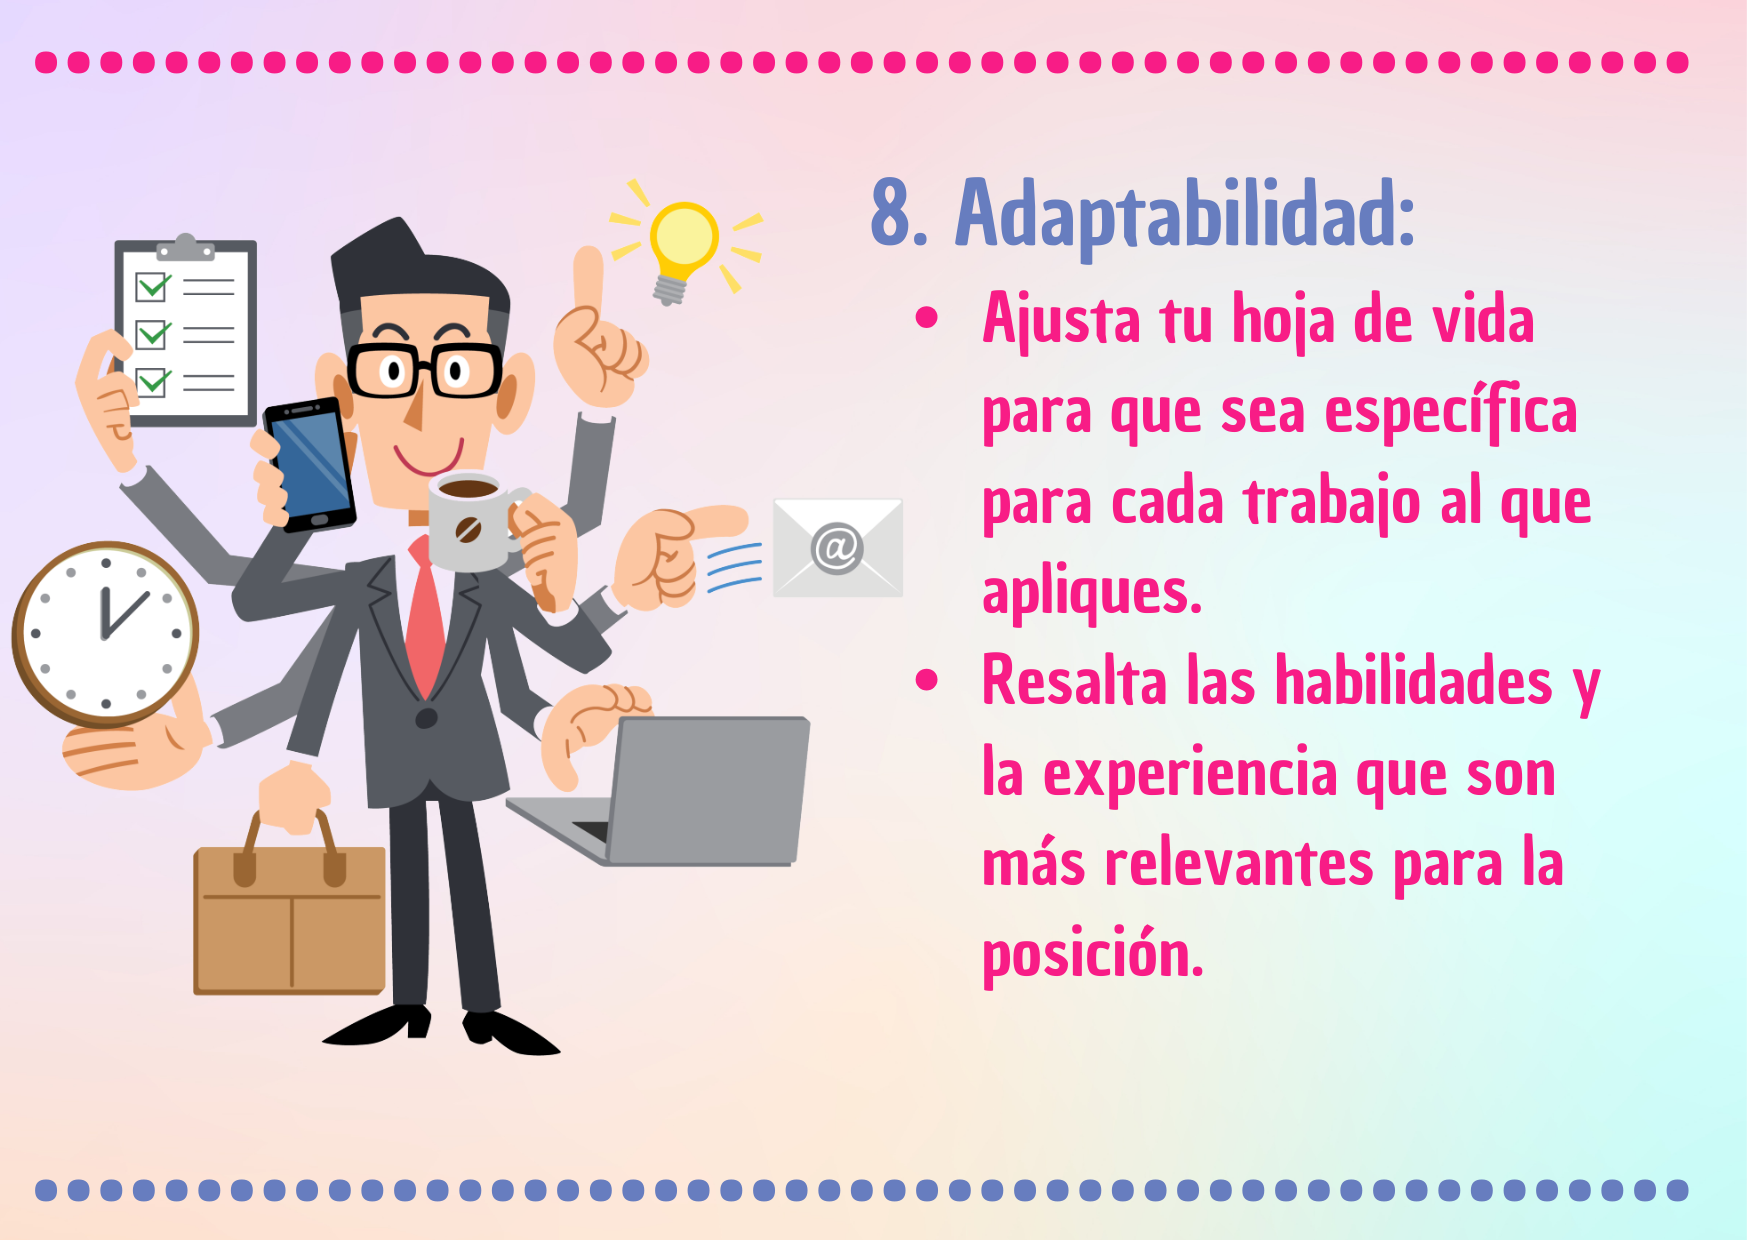 8. Adaptabilidad:
• Ajusta tu hoja de vida
para que sea específica
para cada trabajo al que
apliques.
• Resalta las habilidades y
la experiencia que son
más relevantes para la
posición.
@